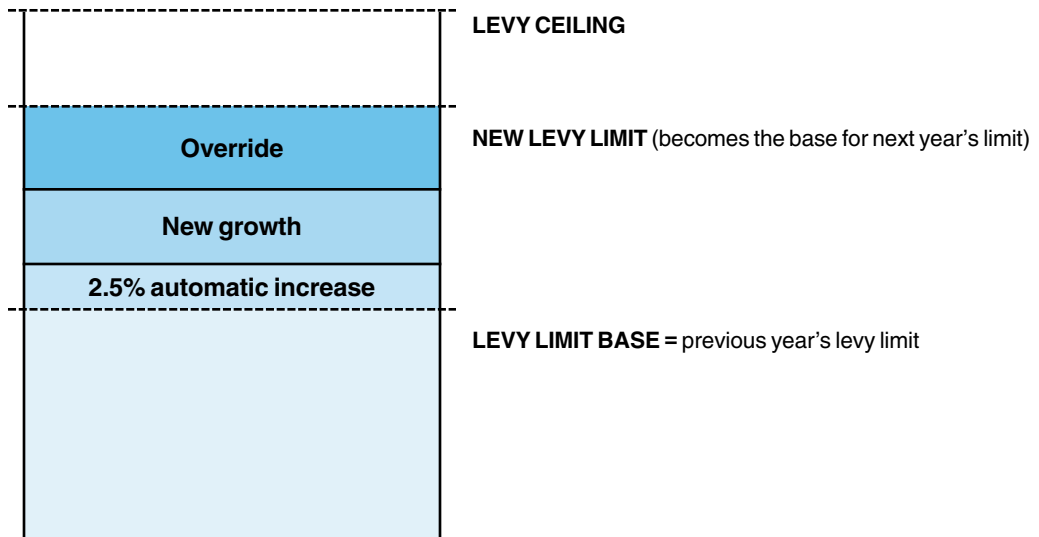 LEVY CEILING
Override
NEW LEVY LIMIT (becomes the base for next year’s limit)
New growth
2.5% automatic increase
LEVY LIMIT BASE = previous year’s levy limit